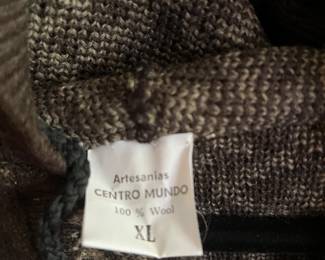 Artesanias
CENTRO MUNDO
100 % Wool
XL